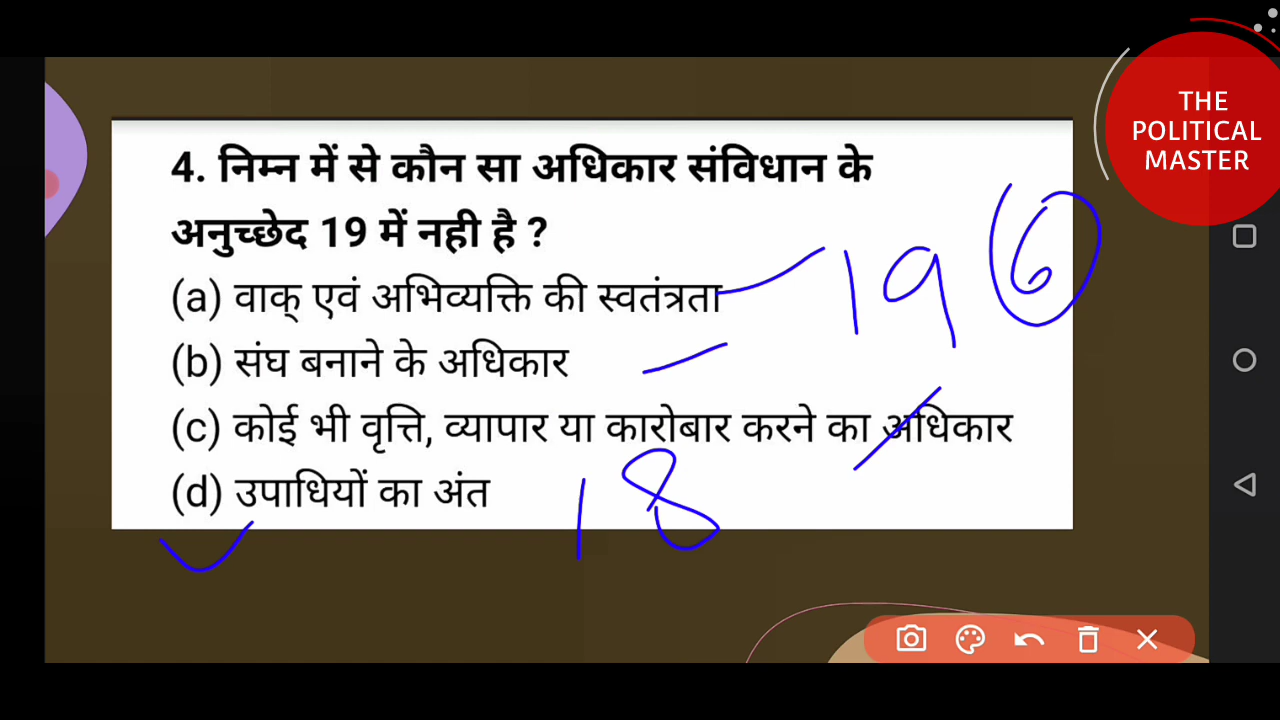 THE
POLITICAL
MASTER
4. निम्न में से कौन सा अधिकार संविधान के
अनुच्छेद 19 में नही है ?
(a) वाक् एवं अभिव्यक्ति की स्वतंत्रता
19 6
(b) संघ बनाने के अधिकार
(c) कोई भी वृत्ति, व्यापार या कारोबार करने का अधिकार
(d) उपाधियों का अंत
18